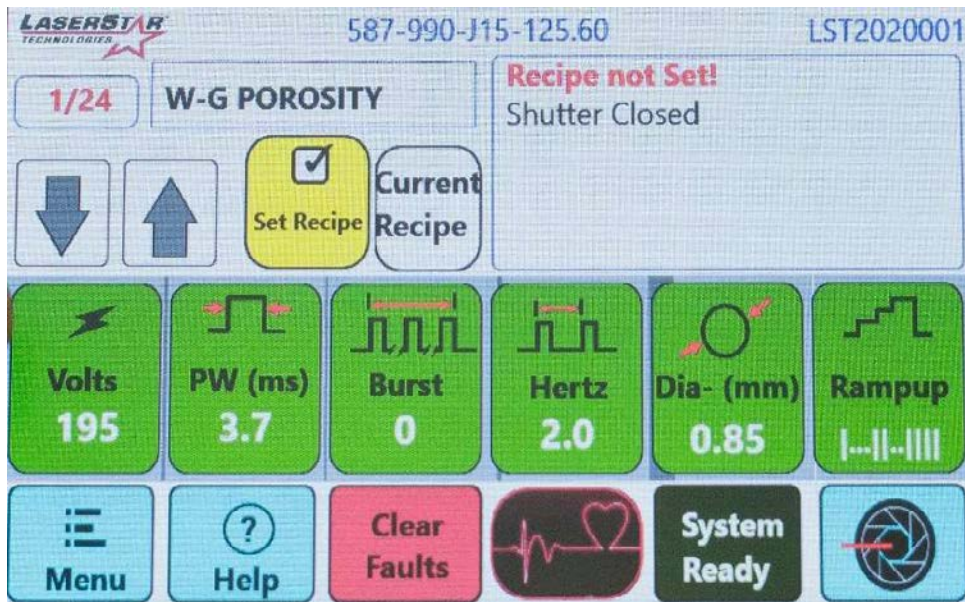 LASERSTAR
TECHNOLOGIES
587-990-J15-125.60
LST2020001
1/24
W-G POROSITY
Recipe not Set!
Shutter Closed
Set Recipe
Current
Recipe
Volts
195
PW (ms)
3.7
Burst
0
Hertz
2.0
Dia- (mm)
0.85
Rampup
Menu
?
Help
Clear
Faults
System
Ready